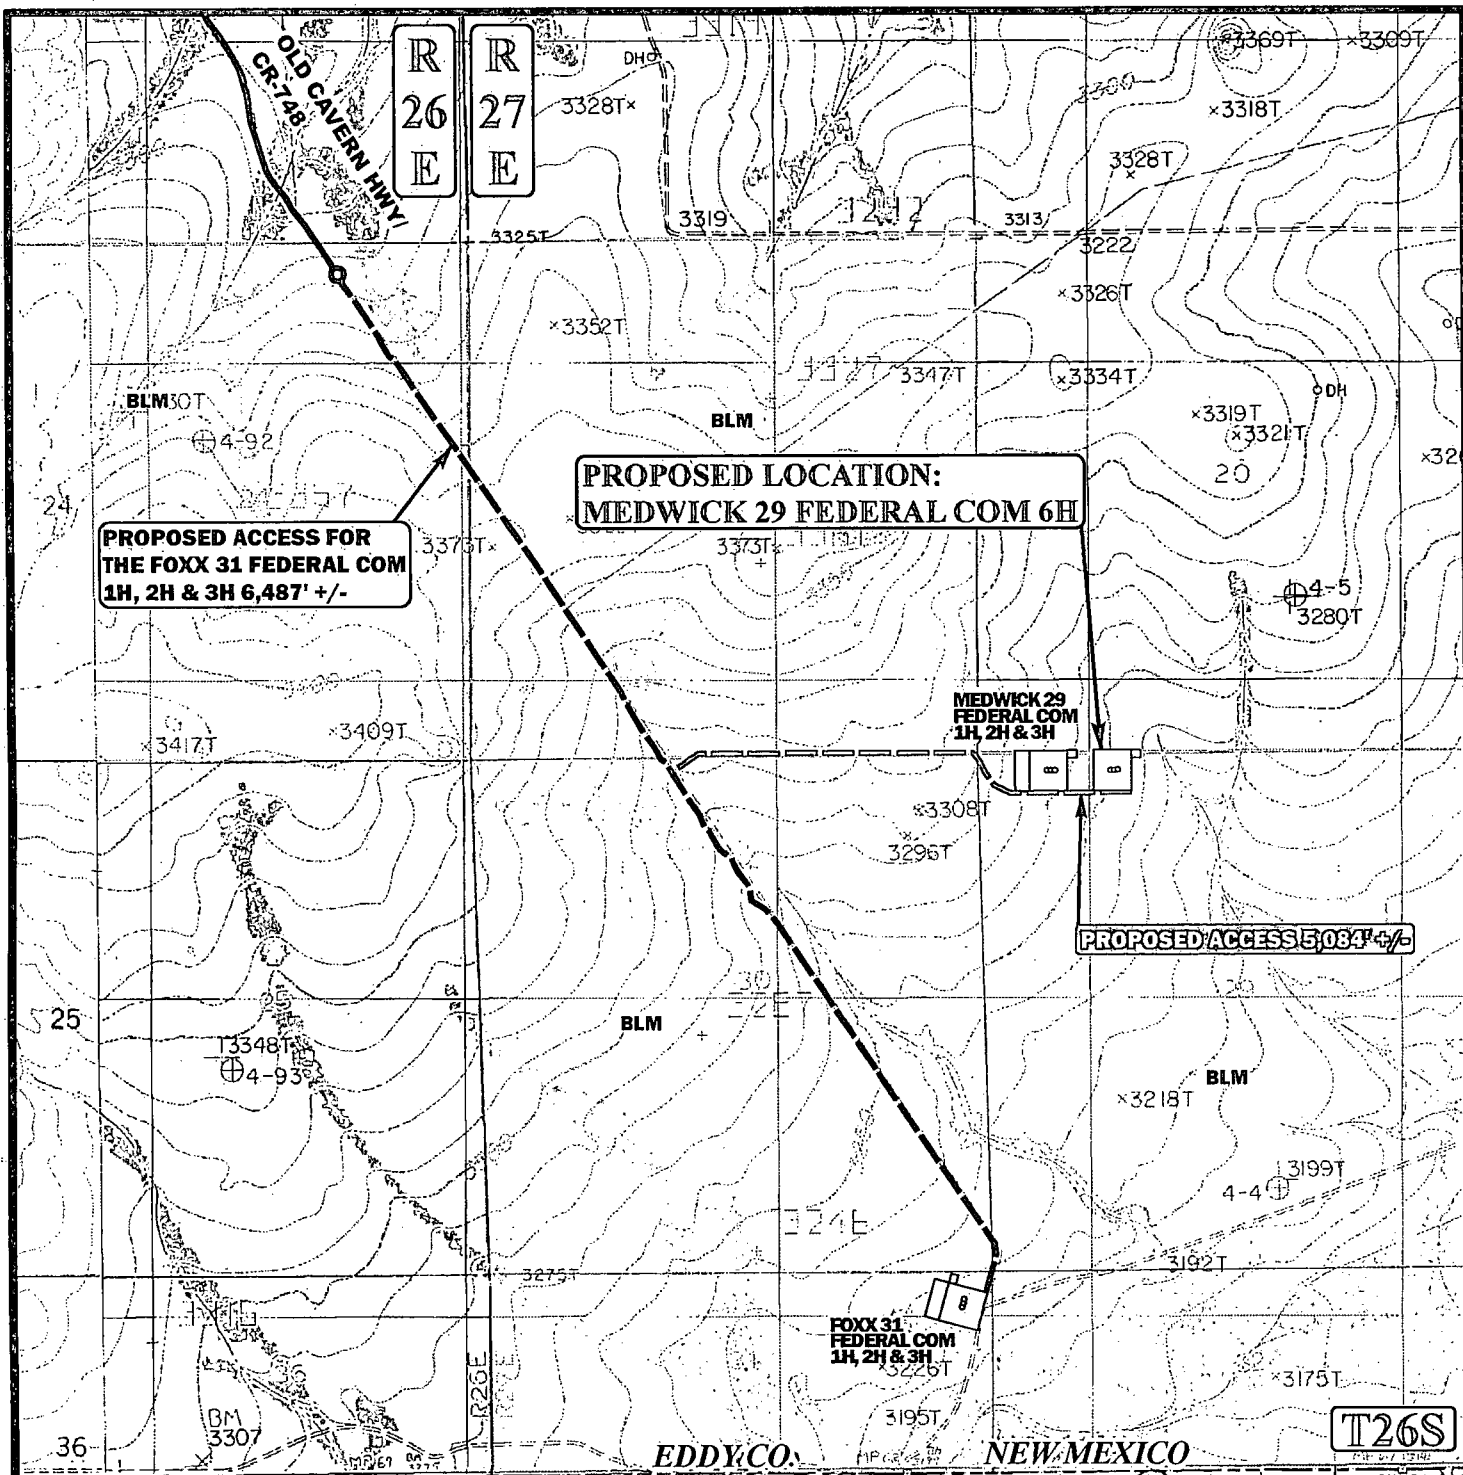 OLD CAVERN HWY/
CR-748
R
26
E
R
27
E
DH
3328T
3369T
3309T
3300
3318T
3328T
3319
3313
3222
3325T
3326T
3352T
3347T
3334T
DH
3319T
3321T
BLM
30T
4-92
BLM
20
24
PROPOSED LOCATION:
MEDWICK 29 FEDERAL COM 6H
PROPOSED ACCESS FOR
THE FOXX 31 FEDERAL COM
1H, 2H & 3H 6,487' +/-
3373T
3373T
4-5
3280T
MEDWICK 29
FEDERAL COM
1H, 2H & 3H
3417T
3409T
3308T
3296T
PROPOSED ACCESS 5,084' +/-
30
25
BLM
3348T
4-93
BLM
3218T
3199T
4-4
3192T
3275T
FOXX 31
FEDERAL COM
1H, 2H & 3H
3226T
3175T
R26E
3195T
BM
3307
36
T26S
EDDY CO.
NEW MEXICO